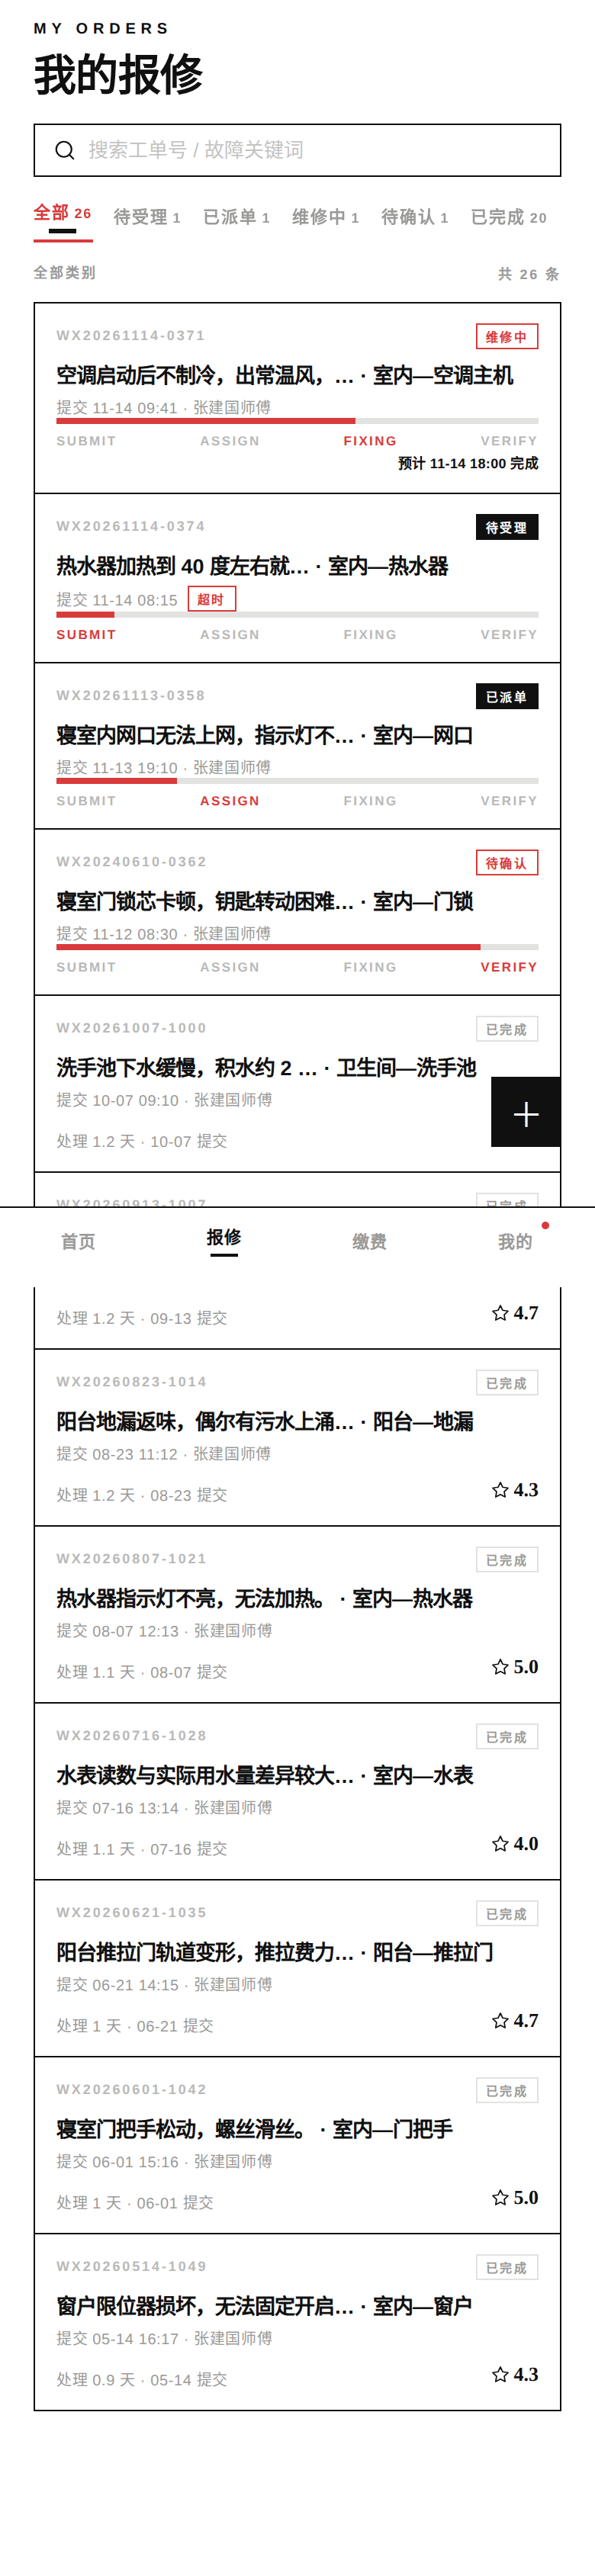 MY ORDERS
我的报修
搜索工单号 / 故障关键词
全部 26 待受理 1 已派单 1 维修中 1 待确认 1 已完成 20
全部类别 共 26 条
WX20261114-0371 维修中
空调启动后不制冷，出常温风，… · 室内—空调主机
提交 11-14 09:41 · 张建国师傅
SUBMIT ASSIGN FIXING VERIFY
预计 11-14 18:00 完成
WX20261114-0374 待受理
热水器加热到 40 度左右就… · 室内—热水器
提交 11-14 08:15 超时
SUBMIT ASSIGN FIXING VERIFY
WX20261113-0358 已派单
寝室内网口无法上网，指示灯不… · 室内—网口
提交 11-13 19:10 · 张建国师傅
SUBMIT ASSIGN FIXING VERIFY
WX20240610-0362 待确认
寝室门锁芯卡顿，钥匙转动困难… · 室内—门锁
提交 11-12 08:30 · 张建国师傅
SUBMIT ASSIGN FIXING VERIFY
WX20261007-1000 已完成
洗手池下水缓慢，积水约 2 … · 卫生间—洗手池
提交 10-07 09:10 · 张建国师傅
处理 1.2 天 · 10-07 提交
WX20260913-1007 已完成
首页 报修 缴费 我的
处理 1.2 天 · 09-13 提交 4.7
WX20260823-1014 已完成
阳台地漏返味，偶尔有污水上涌… · 阳台—地漏
提交 08-23 11:12 · 张建国师傅
处理 1.2 天 · 08-23 提交 4.3
WX20260807-1021 已完成
热水器指示灯不亮，无法加热。 · 室内—热水器
提交 08-07 12:13 · 张建国师傅
处理 1.1 天 · 08-07 提交 5.0
WX20260716-1028 已完成
水表读数与实际用水量差异较大… · 室内—水表
提交 07-16 13:14 · 张建国师傅
处理 1.1 天 · 07-16 提交 4.0
WX20260621-1035 已完成
阳台推拉门轨道变形，推拉费力… · 阳台—推拉门
提交 06-21 14:15 · 张建国师傅
处理 1 天 · 06-21 提交 4.7
WX20260601-1042 已完成
寝室门把手松动，螺丝滑丝。 · 室内—门把手
提交 06-01 15:16 · 张建国师傅
处理 1 天 · 06-01 提交 5.0
WX20260514-1049 已完成
窗户限位器损坏，无法固定开启… · 室内—窗户
提交 05-14 16:17 · 张建国师傅
处理 0.9 天 · 05-14 提交 4.3